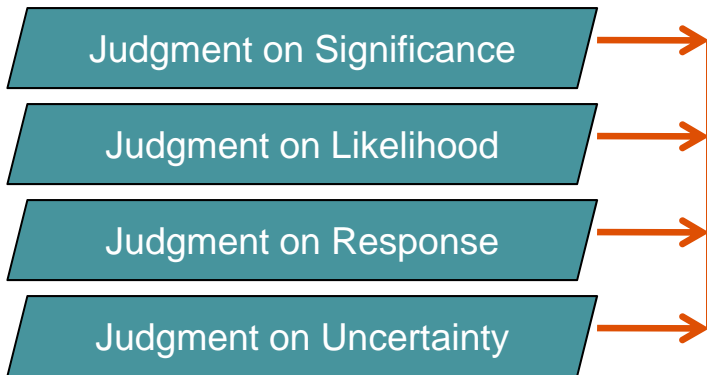 Judgment on Significance
Judgment on Likelihood
Judgment on Response
Judgment on Uncertainty